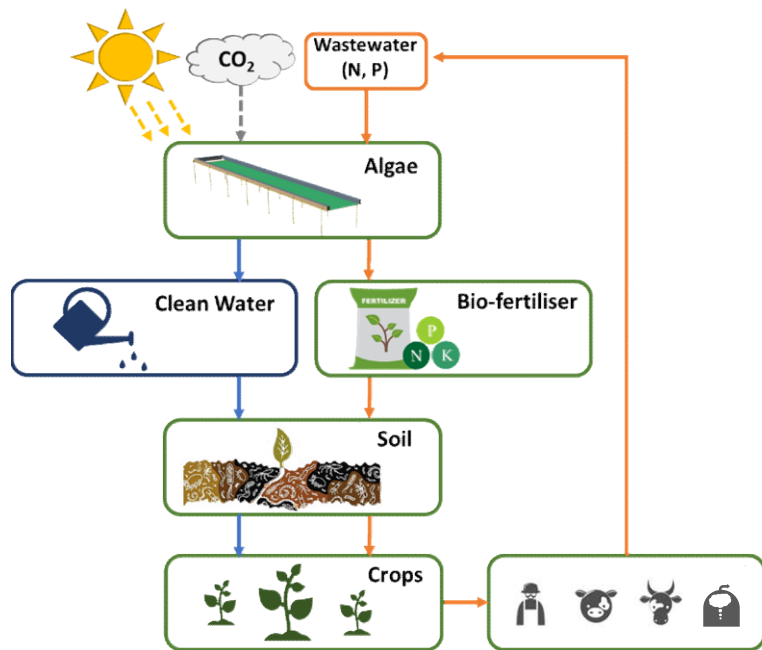 CO₂
Wastewater
(N, P)
Algae
Clean Water
Bio-fertiliser
FERTILIZER
P
N
K
Soil
Crops